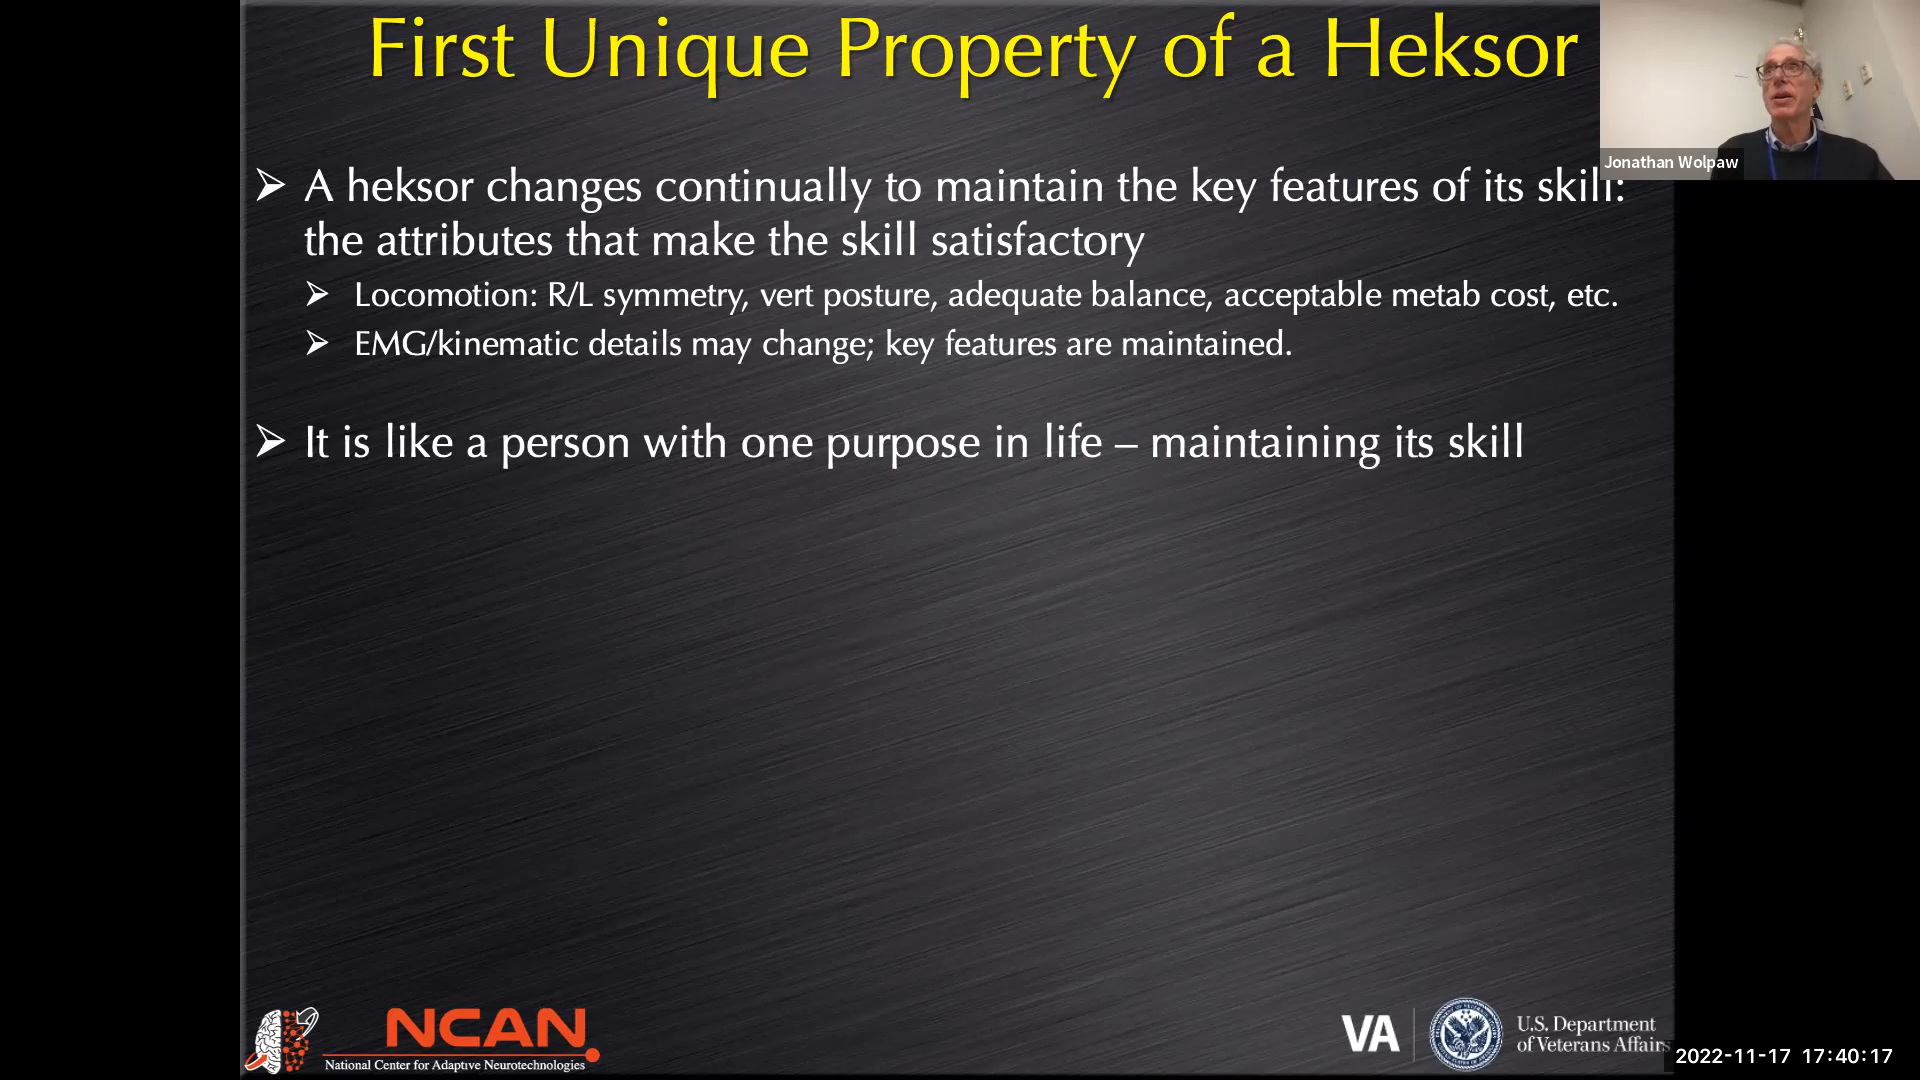 First Unique Property of a Heksor
Jonathan Wolpaw
➢ A heksor changes continually to maintain the key features of its skill:
the attributes that make the skill satisfactory
➢ Locomotion: R/L symmetry, vert posture, adequate balance, acceptable metab cost, etc.
➢ EMG/kinematic details may change; key features are maintained.
➢ It is like a person with one purpose in life – maintaining its skill
NCAN
National Center for Adaptive Neurotechnologies
VA
U.S. Department
of Veterans Affairs
2022-11-17 17:40:17